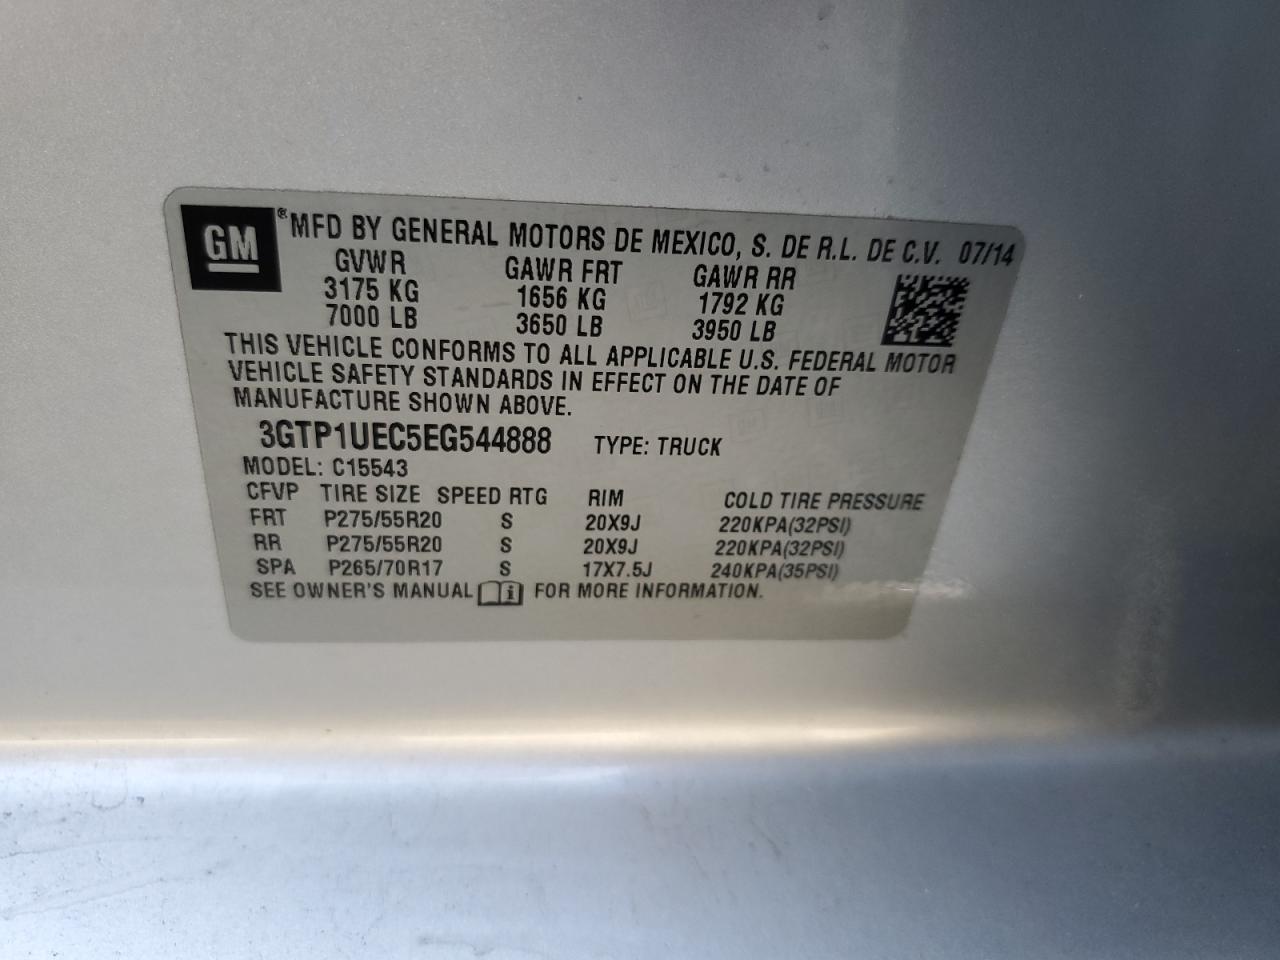 GM ® MFD BY GENERAL MOTORS DE MEXICO, S. DE R.L. DE C.V. 07/14
GVWR GAWR FRT GAWR RR
3175 KG 1656 KG 1792 KG
7000 LB 3650 LB 3950 LB
THIS VEHICLE CONFORMS TO ALL APPLICABLE U.S. FEDERAL MOTOR
VEHICLE SAFETY STANDARDS IN EFFECT ON THE DATE OF
MANUFACTURE SHOWN ABOVE.
3GTP1UEC5EG544888 TYPE: TRUCK
MODEL: C15543
CFVP TIRE SIZE SPEED RTG RIM COLD TIRE PRESSURE
FRT P275/55R20 S 20X9J 220KPA(32PSI)
RR P275/55R20 S 20X9J 220KPA(32PSI)
SPA P265/70R17 S 17X7.5J 240KPA(35PSI)
SEE OWNER'S MANUAL i FOR MORE INFORMATION.